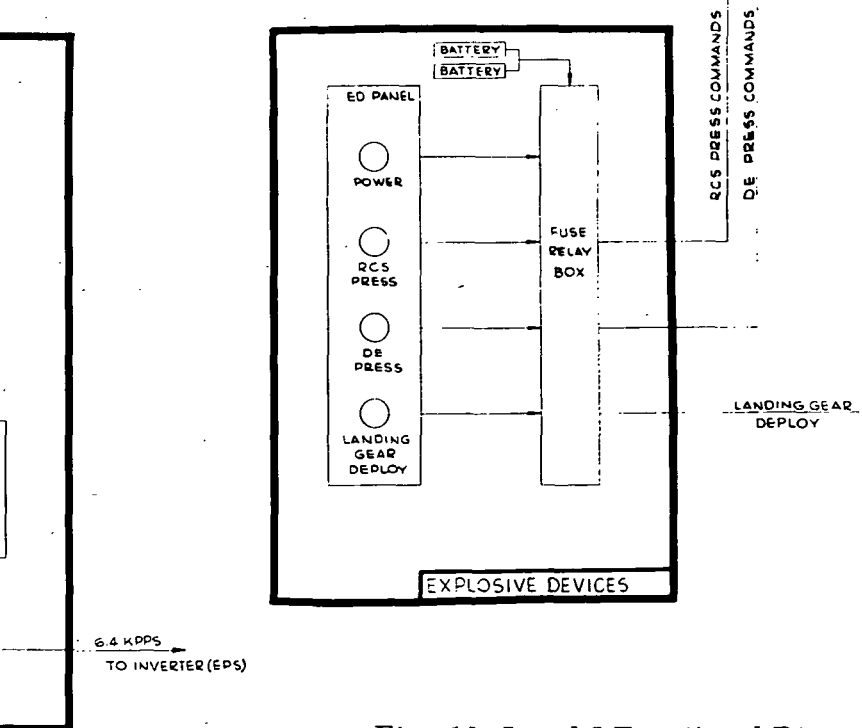 BATTERY
BATTERY
ED PANEL
POWER
RCS
PRESS
DE
PRESS
LANDING
GEAR
DEPLOY
FUSE
RELAY
BOX
RCS PRESS COMMANDS
DE PRESS COMMANDS
LANDING GEAR
DEPLOY
EXPLOSIVE DEVICES
6.4 KPPS
TO INVERTER (EPS)